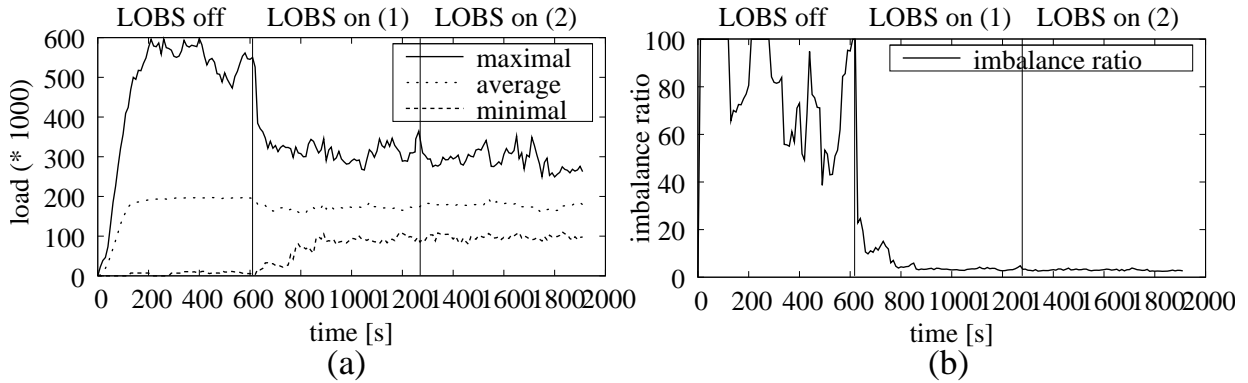 LOBS off LOBS on (1) LOBS on (2)
600
500
400
300
200
100
0
load (* 1000)
maximal
average
minimal
0 200 400 600 800 1000 1200 1400 1600 1800 2000
time [s]
(a)
LOBS off LOBS on (1) LOBS on (2)
100
80
60
40
20
0
imbalance ratio
imbalance ratio
0 200 400 600 800 1000 1200 1400 1600 1800 2000
time [s]
(b)